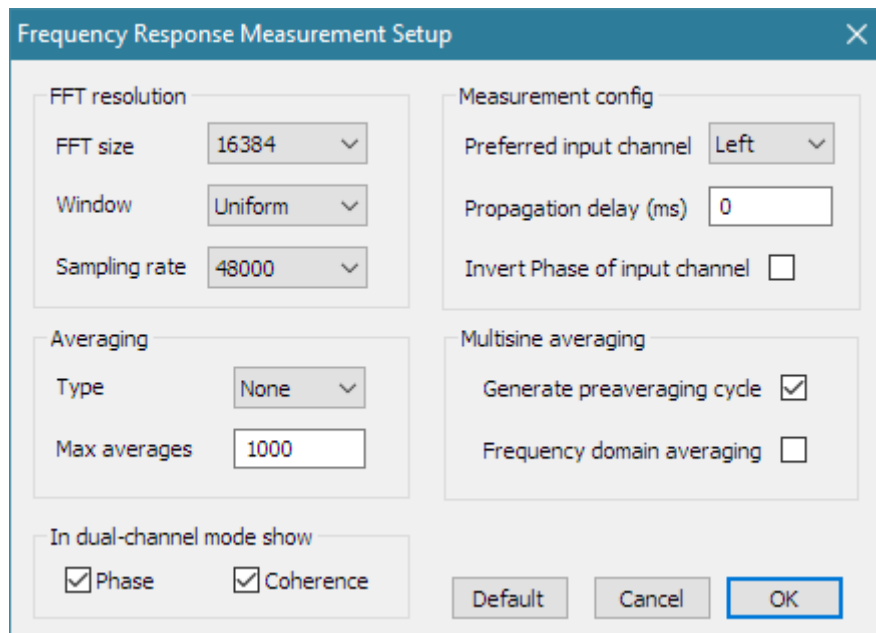 Frequency Response Measurement Setup
FFT resolution
FFT size 16384
Window Uniform
Sampling rate 48000
Measurement config
Preferred input channel Left
Propagation delay (ms) 0
Invert Phase of input channel
Averaging
Type None
Max averages 1000
Multisine averaging
Generate preaveraging cycle
Frequency domain averaging
In dual-channel mode show
Phase Coherence
Default Cancel OK